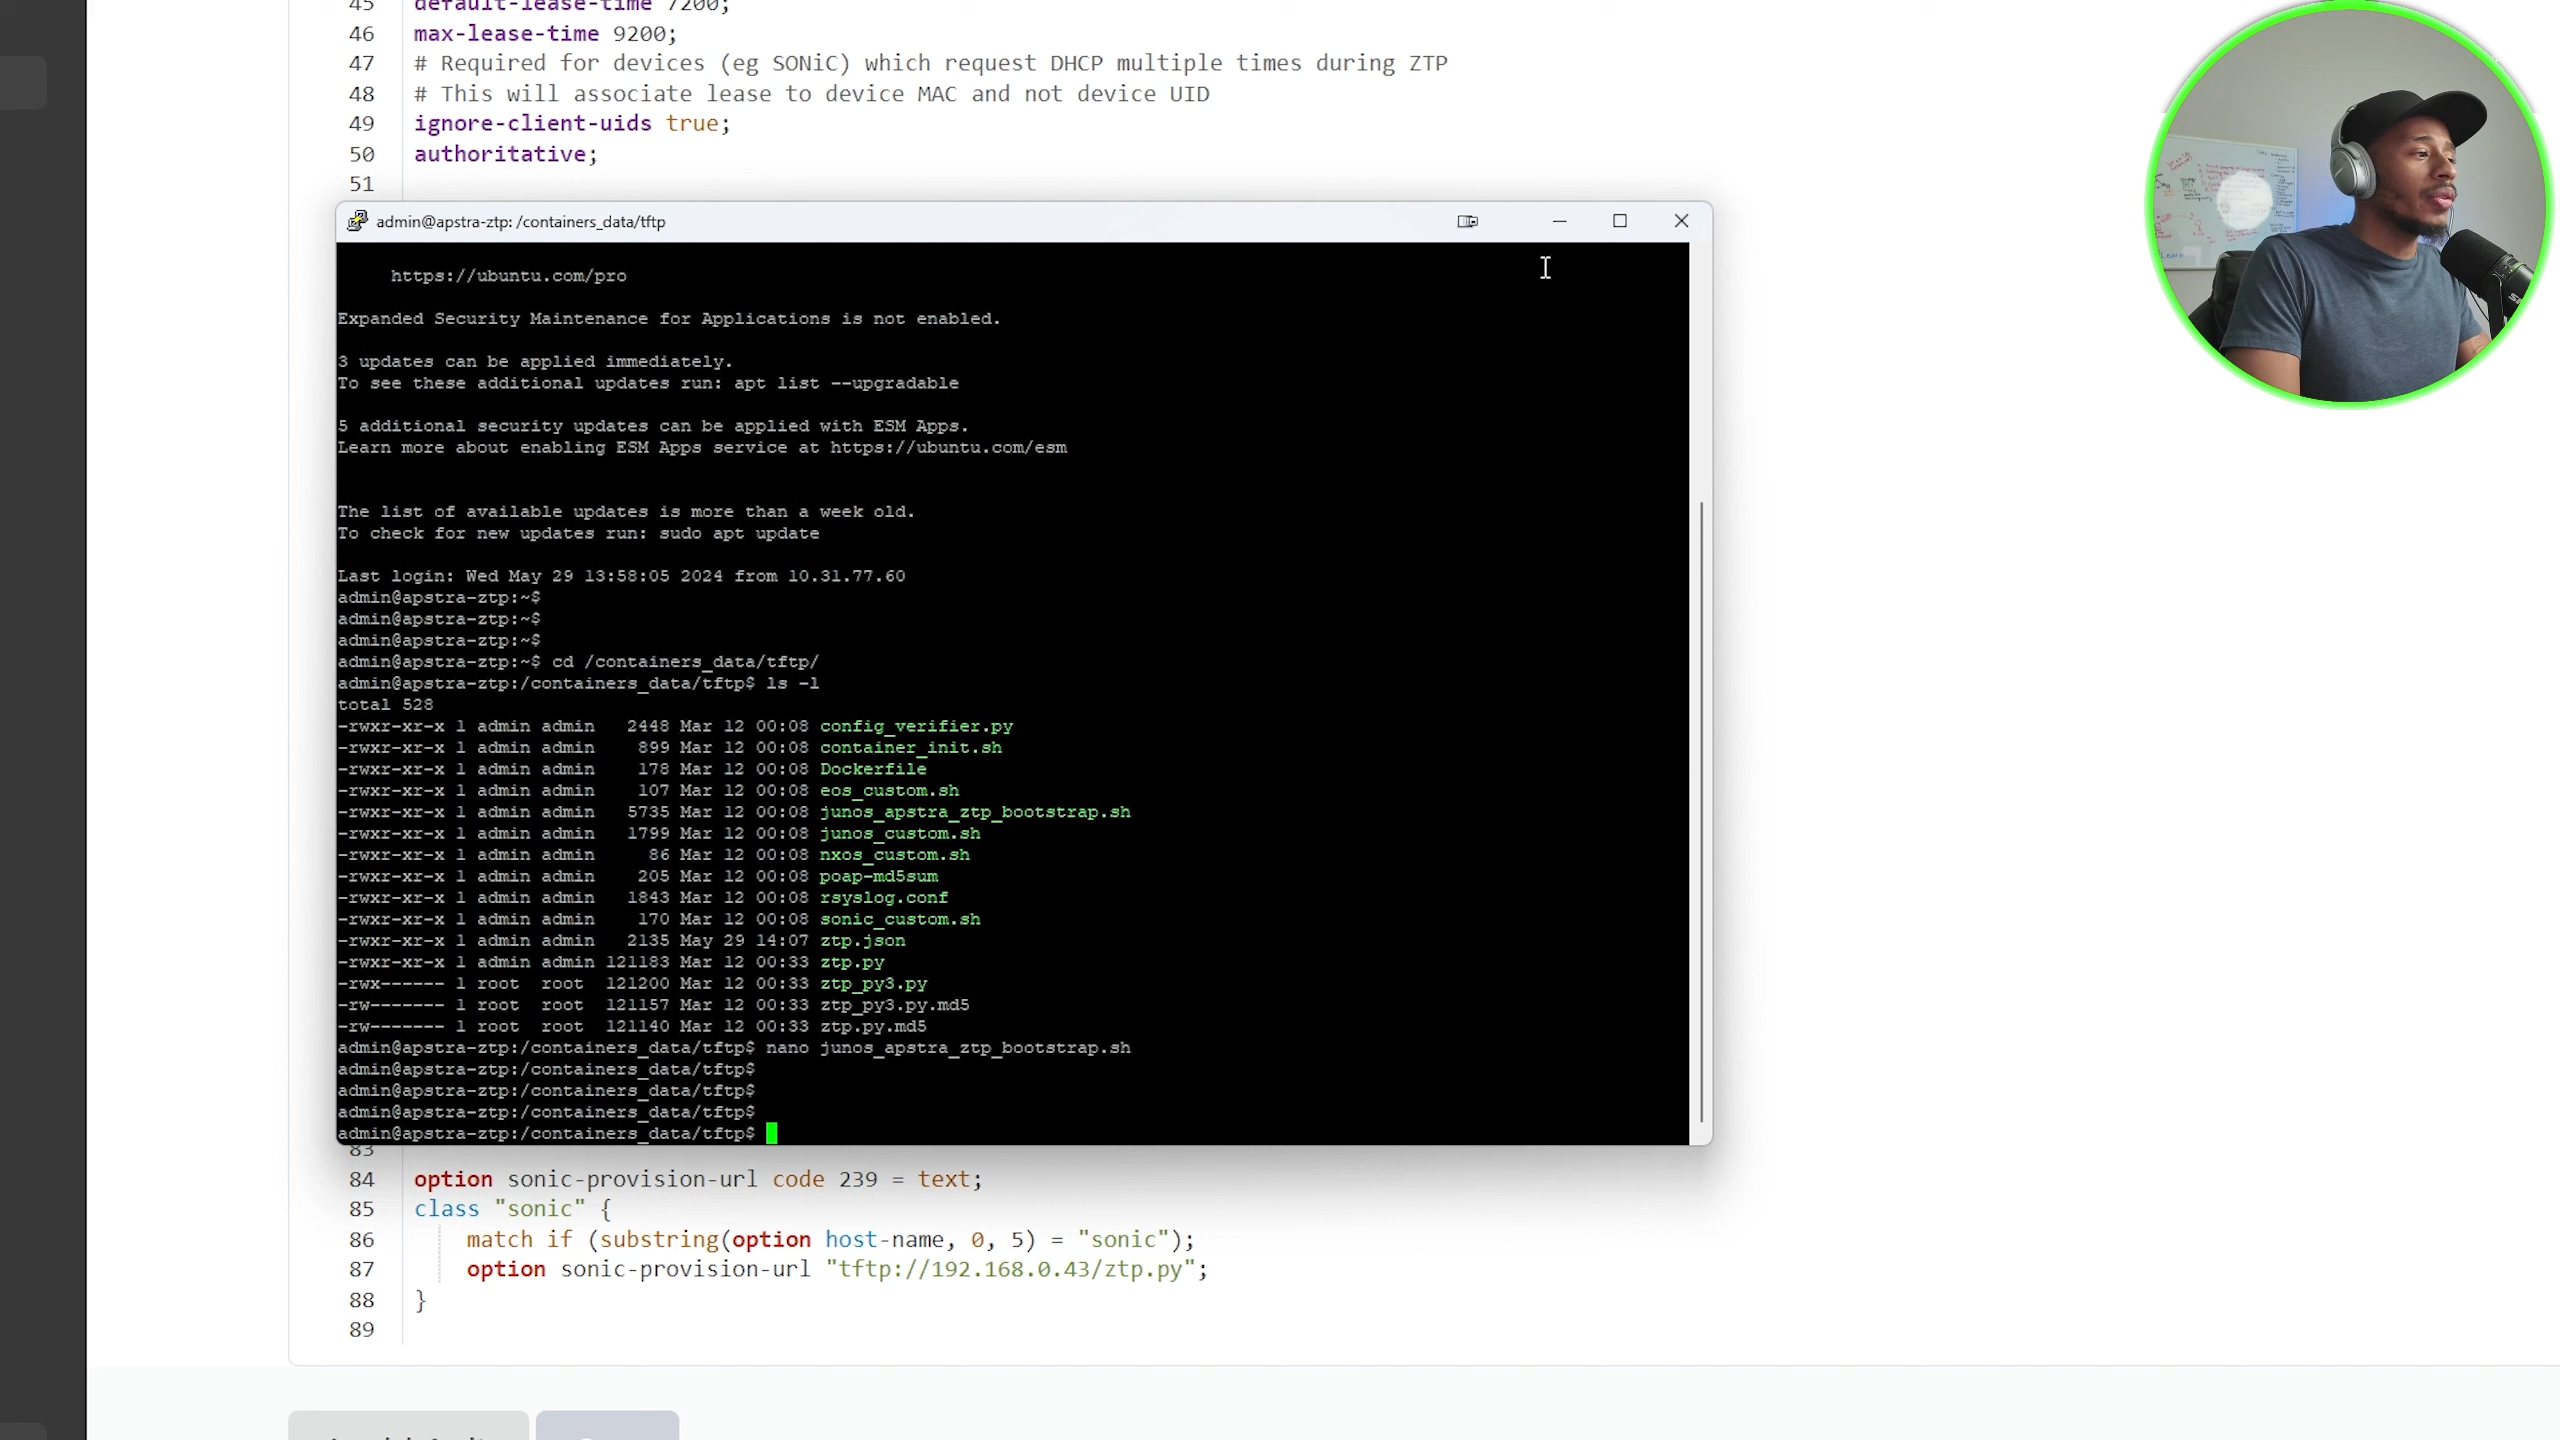 45 default-lease-time 7200;
46 max-lease-time 9200;
47 # Required for devices (eg SONiC) which request DHCP multiple times during ZTP
48 # This will associate lease to device MAC and not device UID
49 ignore-client-uids true;
50 authoritative;
51
admin@apstra-ztp: /containers_data/tftp
https://ubuntu.com/pro
Expanded Security Maintenance for Applications is not enabled.
3 updates can be applied immediately.
To see these additional updates run: apt list --upgradable
5 additional security updates can be applied with ESM Apps.
Learn more about enabling ESM Apps service at https://ubuntu.com/esm
The list of available updates is more than a week old.
To check for new updates run: sudo apt update
Last login: Wed May 29 13:58:05 2024 from 10.31.77.60
admin@apstra-ztp:~$
admin@apstra-ztp:~$
admin@apstra-ztp:~$
admin@apstra-ztp:~$ cd /containers_data/tftp/
admin@apstra-ztp:/containers_data/tftp$ ls -l
total 528
-rwxr-xr-x 1 admin admin 2448 Mar 12 00:08 config_verifier.py
-rwxr-xr-x 1 admin admin 899 Mar 12 00:08 container_init.sh
-rwxr-xr-x 1 admin admin 178 Mar 12 00:08 Dockerfile
-rwxr-xr-x 1 admin admin 107 Mar 12 00:08 eos_custom.sh
-rwxr-xr-x 1 admin admin 5735 Mar 12 00:08 junos_apstra_ztp_bootstrap.sh
-rwxr-xr-x 1 admin admin 1799 Mar 12 00:08 junos_custom.sh
-rwxr-xr-x 1 admin admin 86 Mar 12 00:08 nxos_custom.sh
-rwxr-xr-x 1 admin admin 205 Mar 12 00:08 poap-md5sum
-rwxr-xr-x 1 admin admin 1843 Mar 12 00:08 rsyslog.conf
-rwxr-xr-x 1 admin admin 170 Mar 12 00:08 sonic_custom.sh
-rwxr-xr-x 1 admin admin 2135 May 29 14:07 ztp.json
-rwxr-xr-x 1 admin admin 121183 Mar 12 00:33 ztp.py
-rwx------ 1 root root 121200 Mar 12 00:33 ztp_py3.py
-rw------- 1 root root 121157 Mar 12 00:33 ztp_py3.py.md5
-rw------- 1 root root 121140 Mar 12 00:33 ztp.py.md5
admin@apstra-ztp:/containers_data/tftp$ nano junos_apstra_ztp_bootstrap.sh
admin@apstra-ztp:/containers_data/tftp$
admin@apstra-ztp:/containers_data/tftp$
admin@apstra-ztp:/containers_data/tftp$
admin@apstra-ztp:/containers_data/tftp$
83
84 option sonic-provision-url code 239 = text;
85 class "sonic" {
86 match if (substring(option host-name, 0, 5) = "sonic");
87 option sonic-provision-url "tftp://192.168.0.43/ztp.py";
88 }
89